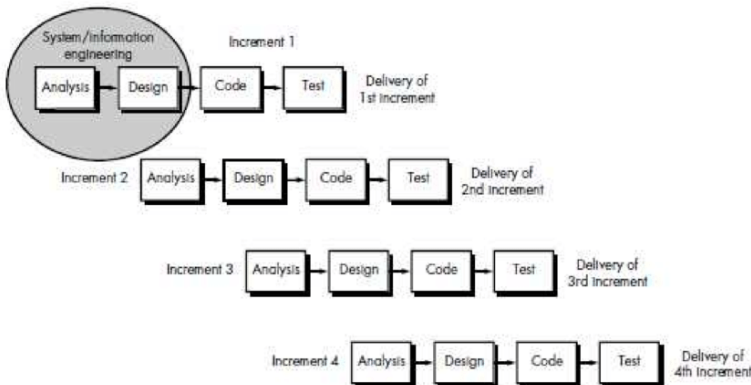 System/information
engineering
Increment 1
Analysis
Design
Code
Test
Delivery of
1st increment
Increment 2
Analysis
Design
Code
Test
Delivery of
2nd increment
Increment 3
Analysis
Design
Code
Test
Delivery of
3rd increment
Increment 4
Analysis
Design
Code
Test
Delivery of
4th increment